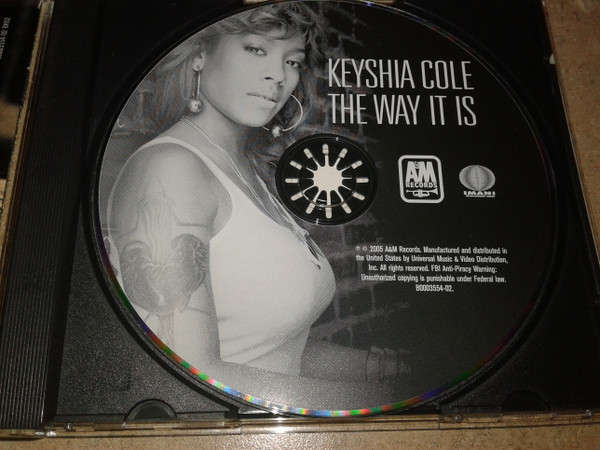 KEYSHIA COLE
THE WAY IT IS
A&M
RECORDS
IMANI
℗ © 2005 A&M Records. Manufactured and distributed in
the United States by Universal Music & Video Distribution,
Inc. All rights reserved. FBI Anti-Piracy Warning:
Unauthorized copying is punishable under Federal law.
B0003554-02.